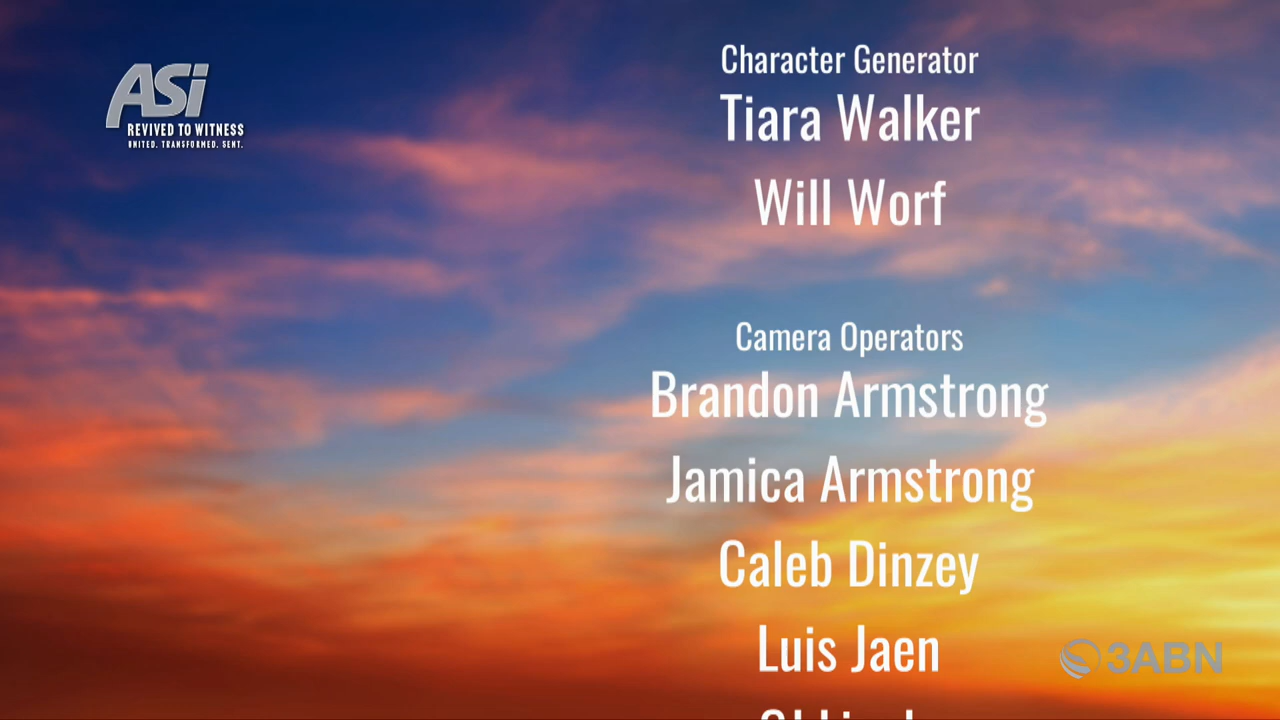 ASi
REVIVED TO WITNESS
UNITED. TRANSFORMED. SENT.
Character Generator
Tiara Walker
Will Worf
Camera Operators
Brandon Armstrong
Jamica Armstrong
Caleb Dinzey
Luis Jaen
3ABN